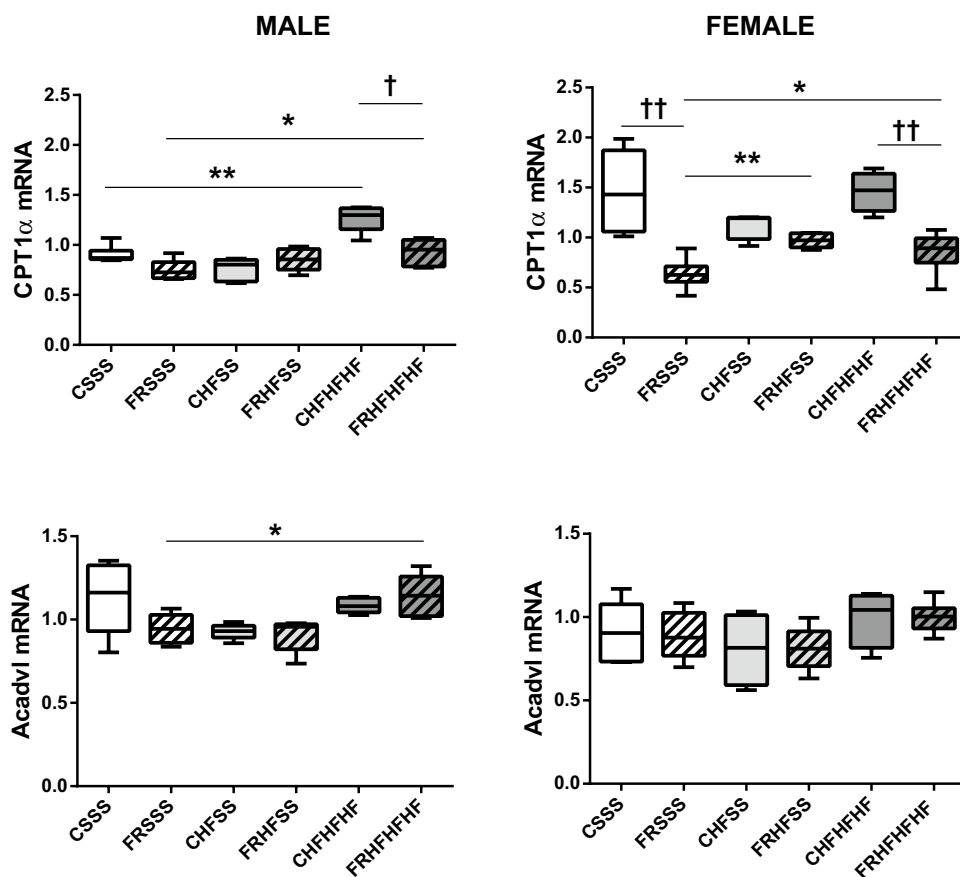 MALE
FEMALE
CPT1α mRNA
2.5
2.0
1.5
1.0
0.5
0.0
†
*
**
CSSS
FRSSS
CHFSS
FRHFSS
CHFHFHF
FRHFHFHF
CPT1α mRNA
2.5
2.0
1.5
1.0
0.5
0.0
*
††
††
**
CSSS
FRSSS
CHFSS
FRHFSS
CHFHFHF
FRHFHFHF
Acadvl mRNA
1.5
1.0
0.5
0.0
*
CSSS
FRSSS
CHFSS
FRHFSS
CHFHFHF
FRHFHFHF
Acadvl mRNA
1.5
1.0
0.5
0.0
CSSS
FRSSS
CHFSS
FRHFSS
CHFHFHF
FRHFHFHF